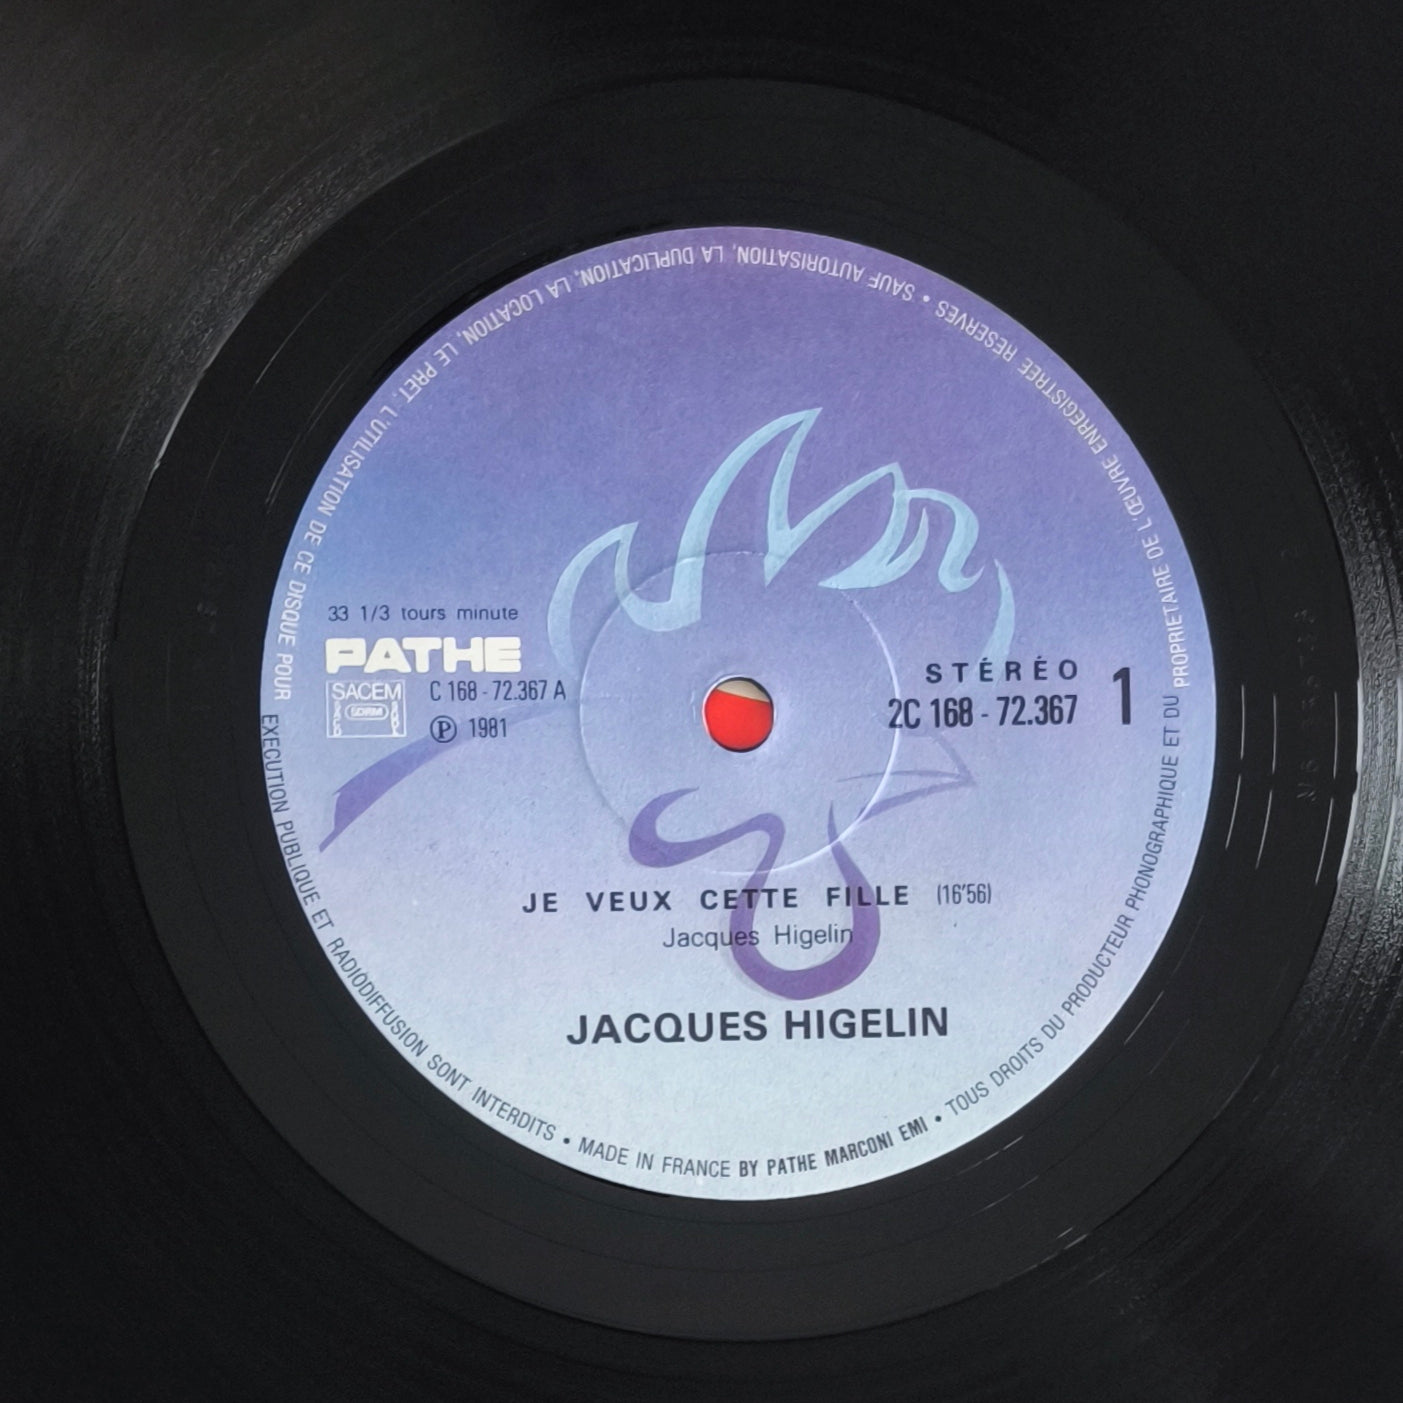 33 1/3 tours minute
PATHE
SACEM
SDRM
C 168 - 72.367 A
Ⓟ 1981
STÉRÉO
2C 168 - 72.367
1
JE VEUX CETTE FILLE (16'56)
Jacques Higelin
JACQUES HIGELIN
MADE IN FRANCE BY PATHE MARCONI EMI • TOUS DROITS DU PRODUCTEUR PHONOGRAPHIQUE ET DU PROPRIETAIRE DE L'ŒUVRE ENREGISTREE RESERVES • SAUF AUTORISATION, LA DUPLICATION, LA LOCATION, LE PRET, L'UTILISATION DE CE DISQUE POUR EXECUTION PUBLIQUE ET RADIODIFFUSION SONT INTERDITS •